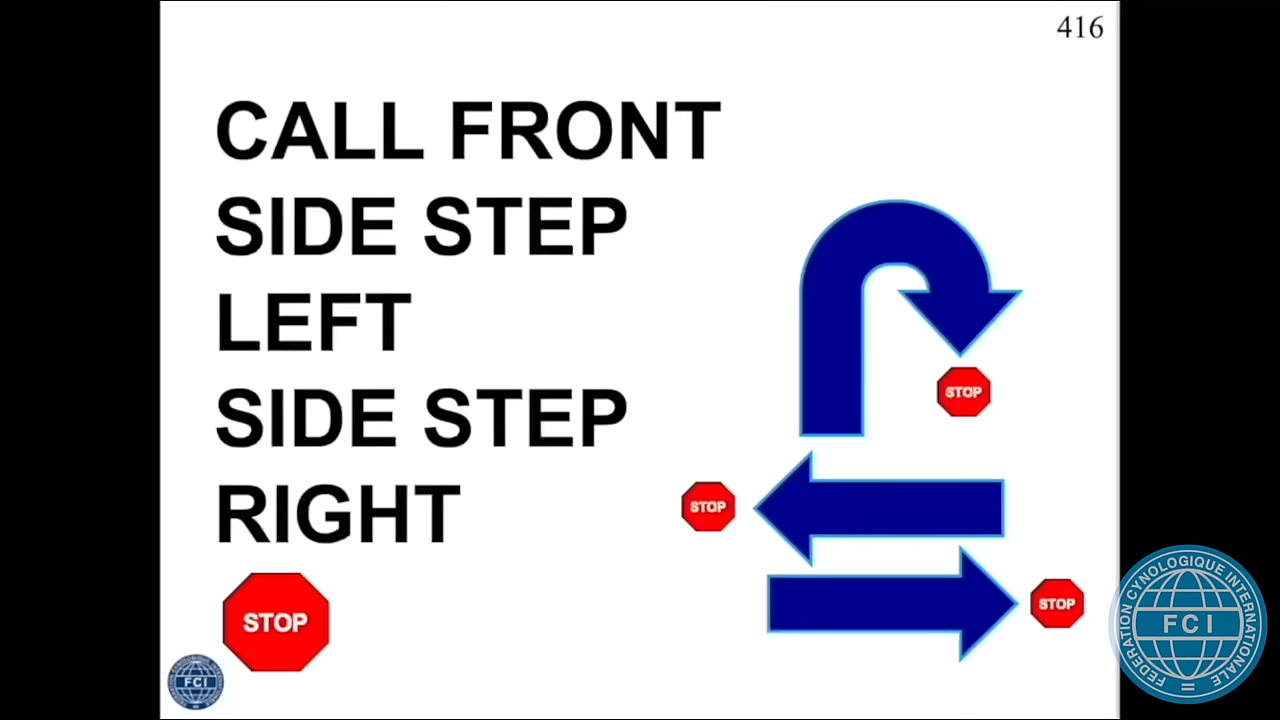 416
CALL FRONT
SIDE STEP
LEFT
SIDE STEP
RIGHT
STOP
STOP
STOP
STOP
FCI
FEDERATION CYNOLOGIQUE INTERNATIONALE
FCI